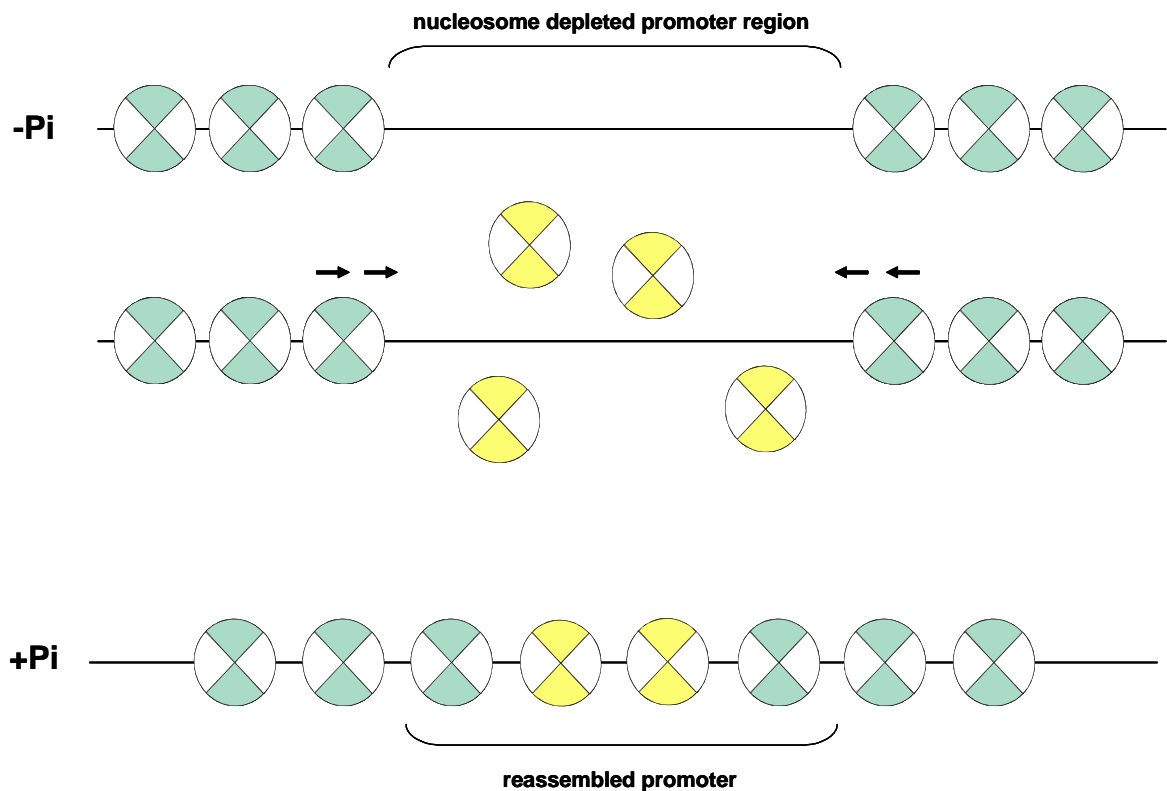 nucleosome depleted promoter region
-Pi
+Pi
reassembled promoter